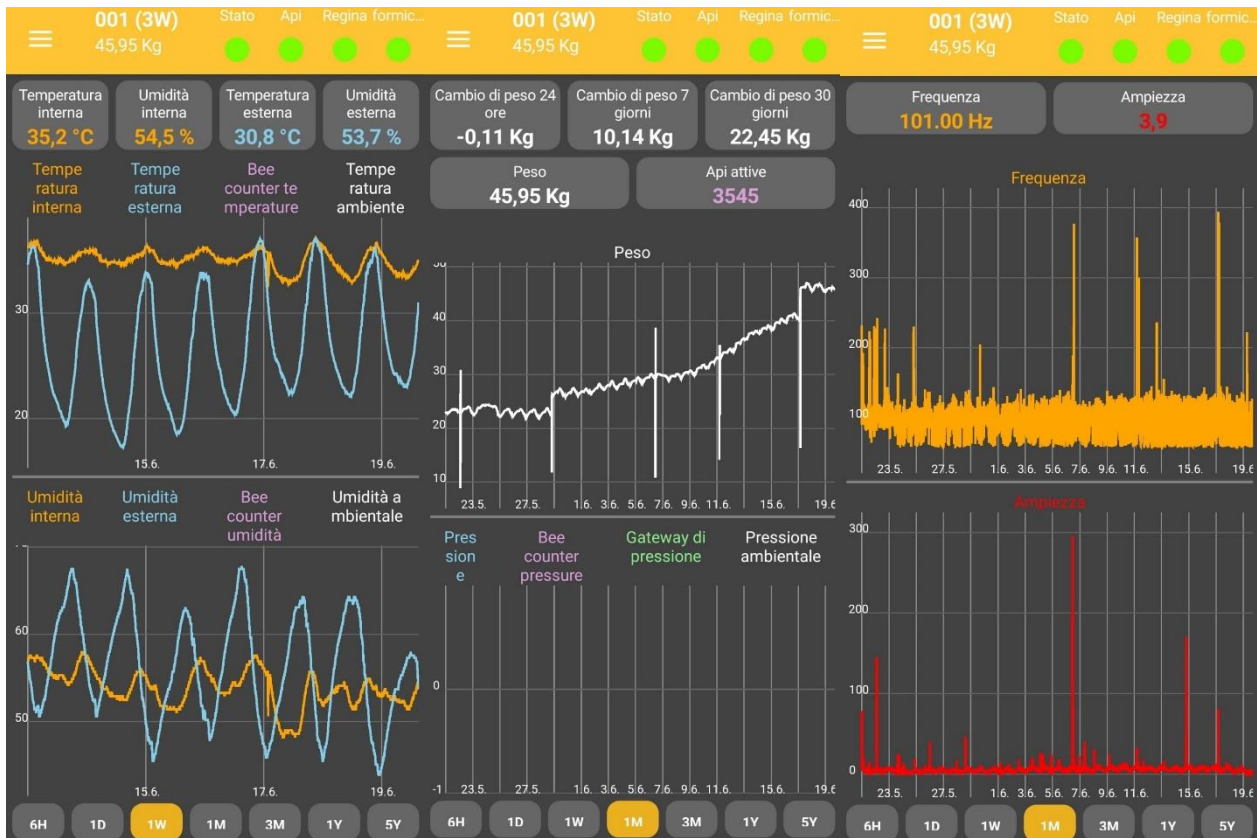 001 (3W)
45,95 Kg
Stato Api Regina formic...
Temperatura
interna
35,2 °C
Umidità
interna
54,5 %
Temperatura
esterna
30,8 °C
Umidità
esterna
53,7 %
Tempe
ratura
interna
Tempe
ratura
esterna
Bee
counter te
mperature
Tempe
ratura
ambiente
30
20
15.6. 17.6. 19.6.
Umidità
interna
Umidità
esterna
Bee
counter
umidità
Umidità a
mbientale
60
50
15.6. 17.6. 19.6.
6H 1D 1W 1M 3M 1Y 5Y
001 (3W)
45,95 Kg
Stato Api Regina formic...
Cambio di peso 24
ore
-0,11 Kg
Cambio di peso 7
giorni
10,14 Kg
Cambio di peso 30
giorni
22,45 Kg
Peso
45,95 Kg
Api attive
3545
Peso
50
40
30
20
10
23.5. 27.5. 1.6. 3.6. 5.6. 7.6. 9.6. 11.6. 15.6. 19.6
Pres
sion
e
Bee
counter
pressure
Gateway di
pressione
Pressione
ambientale
0
-1
23.5. 27.5. 1.6. 3.6. 5.6. 7.6. 9.6. 11.6. 15.6. 19.6
6H 1D 1W 1M 3M 1Y 5Y
001 (3W)
45,95 Kg
Stato Api Regina formic...
Frequenza
101.00 Hz
Ampiezza
3,9
Frequenza
400
300
200
100
23.5. 27.5. 1.6. 3.6. 5.6. 7.6. 9.6. 11.6. 15.6. 19.6
Ampiezza
300
200
100
0
23.5. 27.5. 1.6. 3.6. 5.6. 7.6. 9.6. 11.6. 15.6. 19.6
6H 1D 1W 1M 3M 1Y 5Y